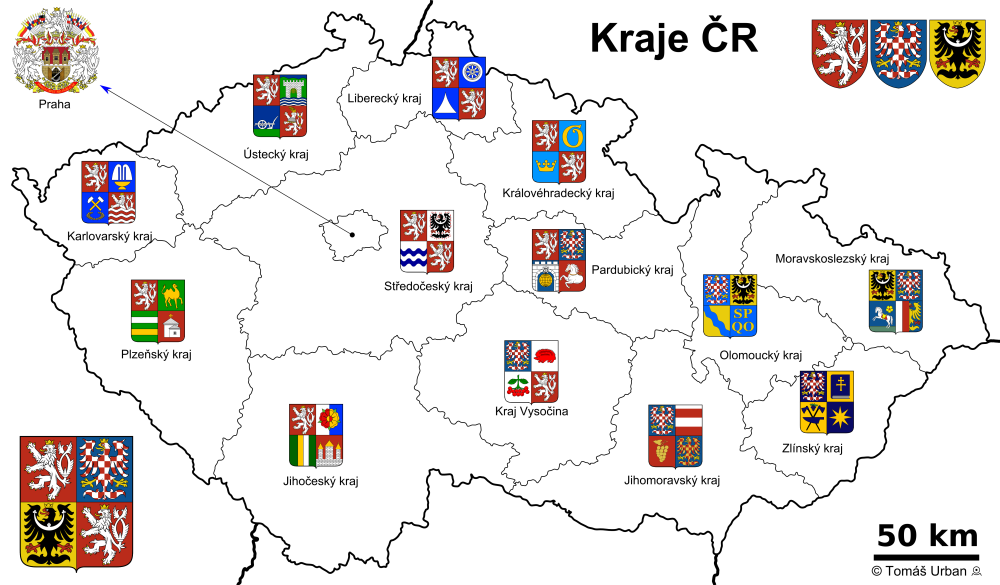 Kraje ČR
Praha
Liberecký kraj
Ústecký kraj
Královéhradecký kraj
Karlovarský kraj
Středočeský kraj
Pardubický kraj
Moravskoslezský kraj
Plzeňský kraj
SP
QO
Olomoucký kraj
Kraj Vysočina
Zlínský kraj
Jihočeský kraj
Jihomoravský kraj
50 km
© Tomáš Urban